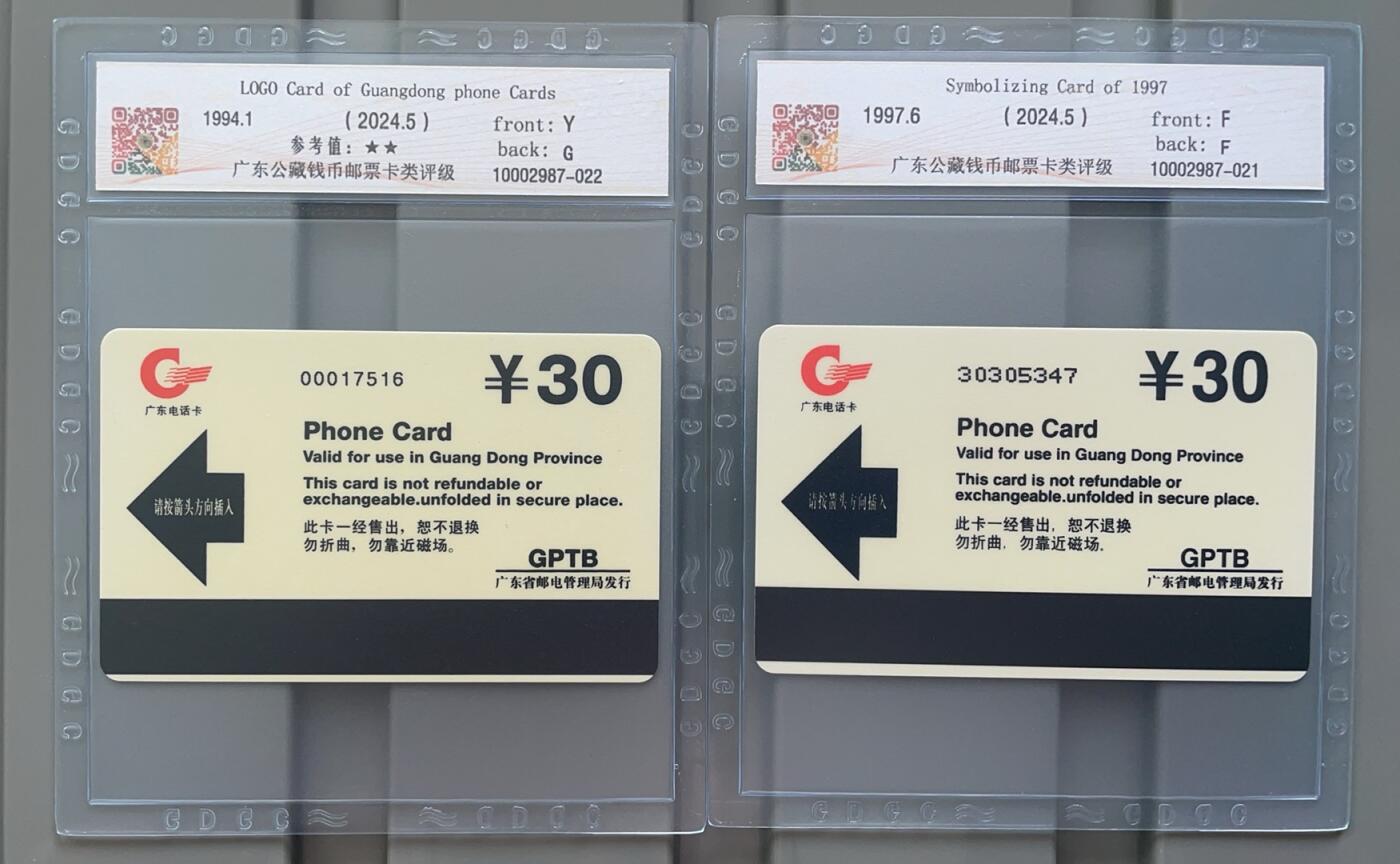 LOGO Card of Guangdong phone Cards
1994.1 (2024.5) front: Y
参考值: ★★ back: G
广东公藏钱币邮票卡类评级 10002987-022
广东电话卡
00017516
¥30
Phone Card
Valid for use in Guang Dong Province
This card is not refundable or
exchangeable.unfolded in secure place.
请按箭头方向插入
此卡一经售出，恕不退换
勿折曲，勿靠近磁场。
GPTB
广东省邮电管理局发行
Symbolizing Card of 1997
1997.6 (2024.5) front: F
back: F
广东公藏钱币邮票卡类评级 10002987-021
广东电话卡
30305347
¥30
Phone Card
Valid for use in Guang Dong Province
This card is not refundable or
exchangeable.unfolded in secure place.
请按箭头方向插入
此卡一经售出, 恕不退换
勿折曲. 勿靠近磁场.
GPTB
广东省邮电管理局发行